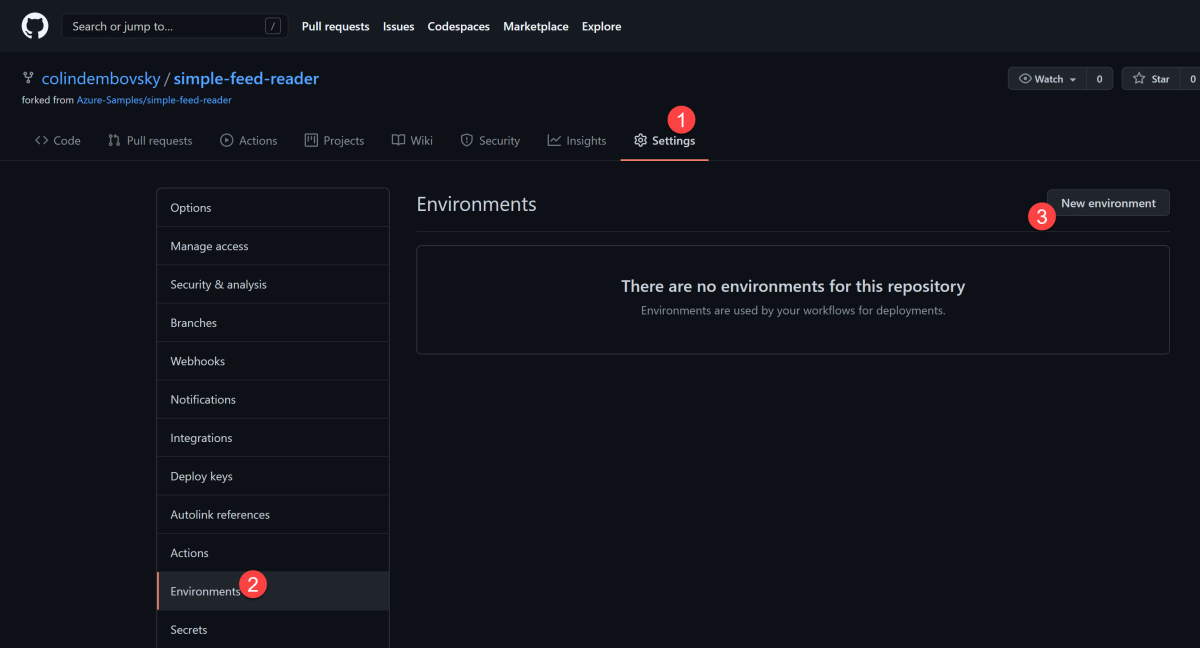 Search or jump to... / Pull requests Issues Codespaces Marketplace Explore
colindembovsky / simple-feed-reader Watch 0 Star 0
forked from Azure-Samples/simple-feed-reader
1
Code Pull requests Actions Projects Wiki Security Insights Settings
Options
Manage access
Security & analysis
Branches
Webhooks
Notifications
Integrations
Deploy keys
Autolink references
Actions
Environments 2
Secrets
Environments New environment
3
There are no environments for this repository
Environments are used by your workflows for deployments.